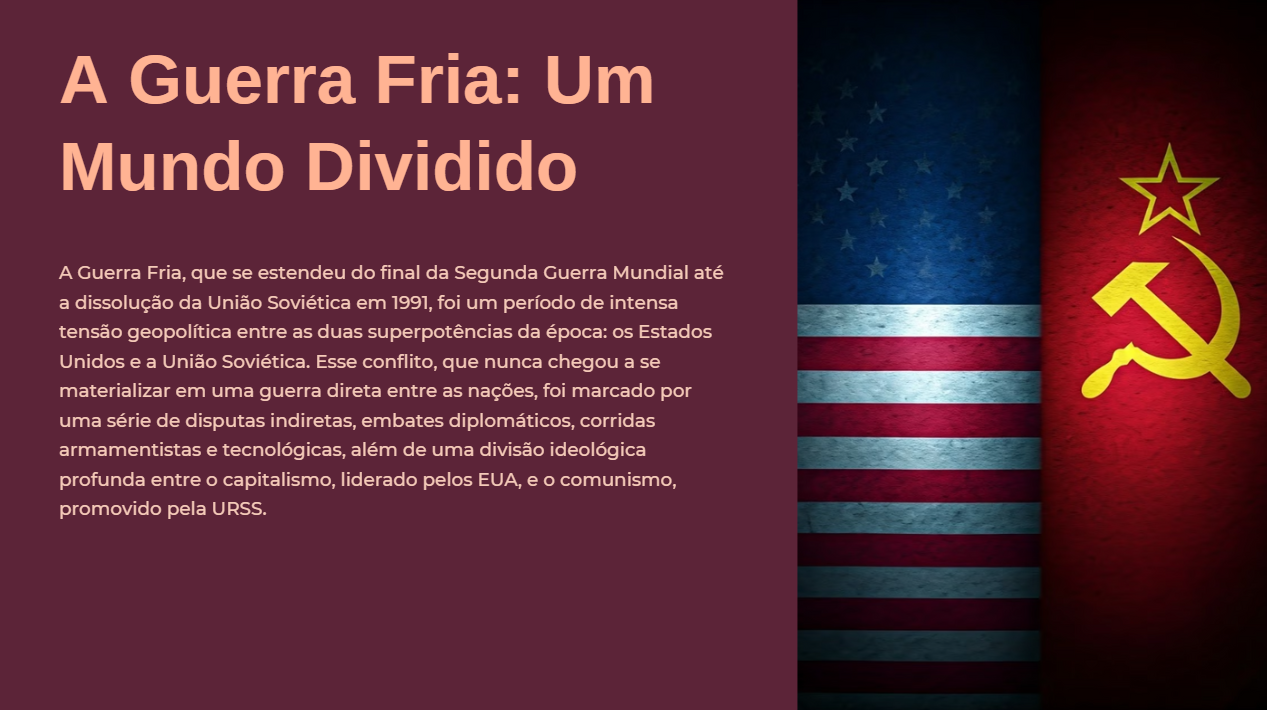 A Guerra Fria: Um
Mundo Dividido
A Guerra Fria, que se estendeu do final da Segunda Guerra Mundial até
a dissolução da União Soviética em 1991, foi um período de intensa
tensão geopolítica entre as duas superpotências da época: os Estados
Unidos e a União Soviética. Esse conflito, que nunca chegou a se
materializar em uma guerra direta entre as nações, foi marcado por
uma série de disputas indiretas, embates diplomáticos, corridas
armamentistas e tecnológicas, além de uma divisão ideológica
profunda entre o capitalismo, liderado pelos EUA, e o comunismo,
promovido pela URSS.